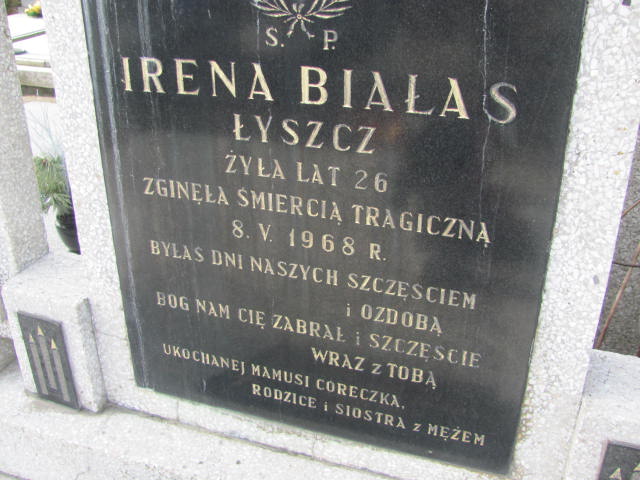 S. P.
IRENA BIAŁAS
ŁYSZCZ
ŻYŁA LAT 26
ZGINĘŁA ŚMIERCIĄ TRAGICZNĄ
8. V. 1968 R.
BYŁAŚ DNI NASZYCH SZCZĘŚCIEM
i OZDOBĄ
BÓG NAM CIĘ ZABRAŁ i SZCZĘŚCIE
WRAZ z TOBĄ
UKOCHANEJ MAMUSI CORECZKA,
RODZICE i SIOSTRA z MĘŻEM